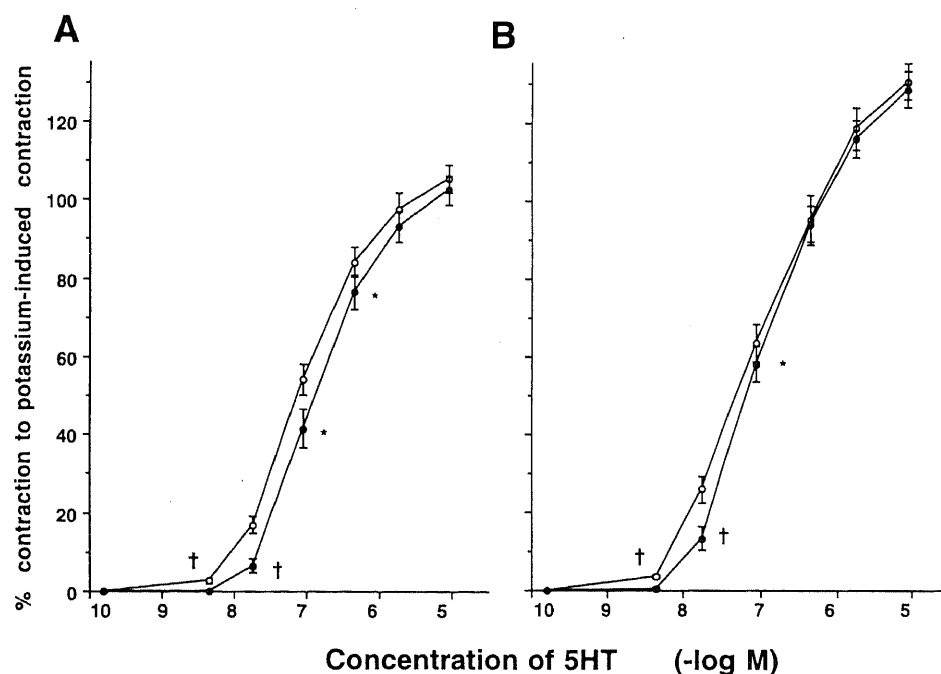 A
B
% contraction to potassium-induced contraction
120
100
80
60
40
20
0
† † * *
† † *
10 9 8 7 6 5
10 9 8 7 6 5
Concentration of 5HT (-log M)